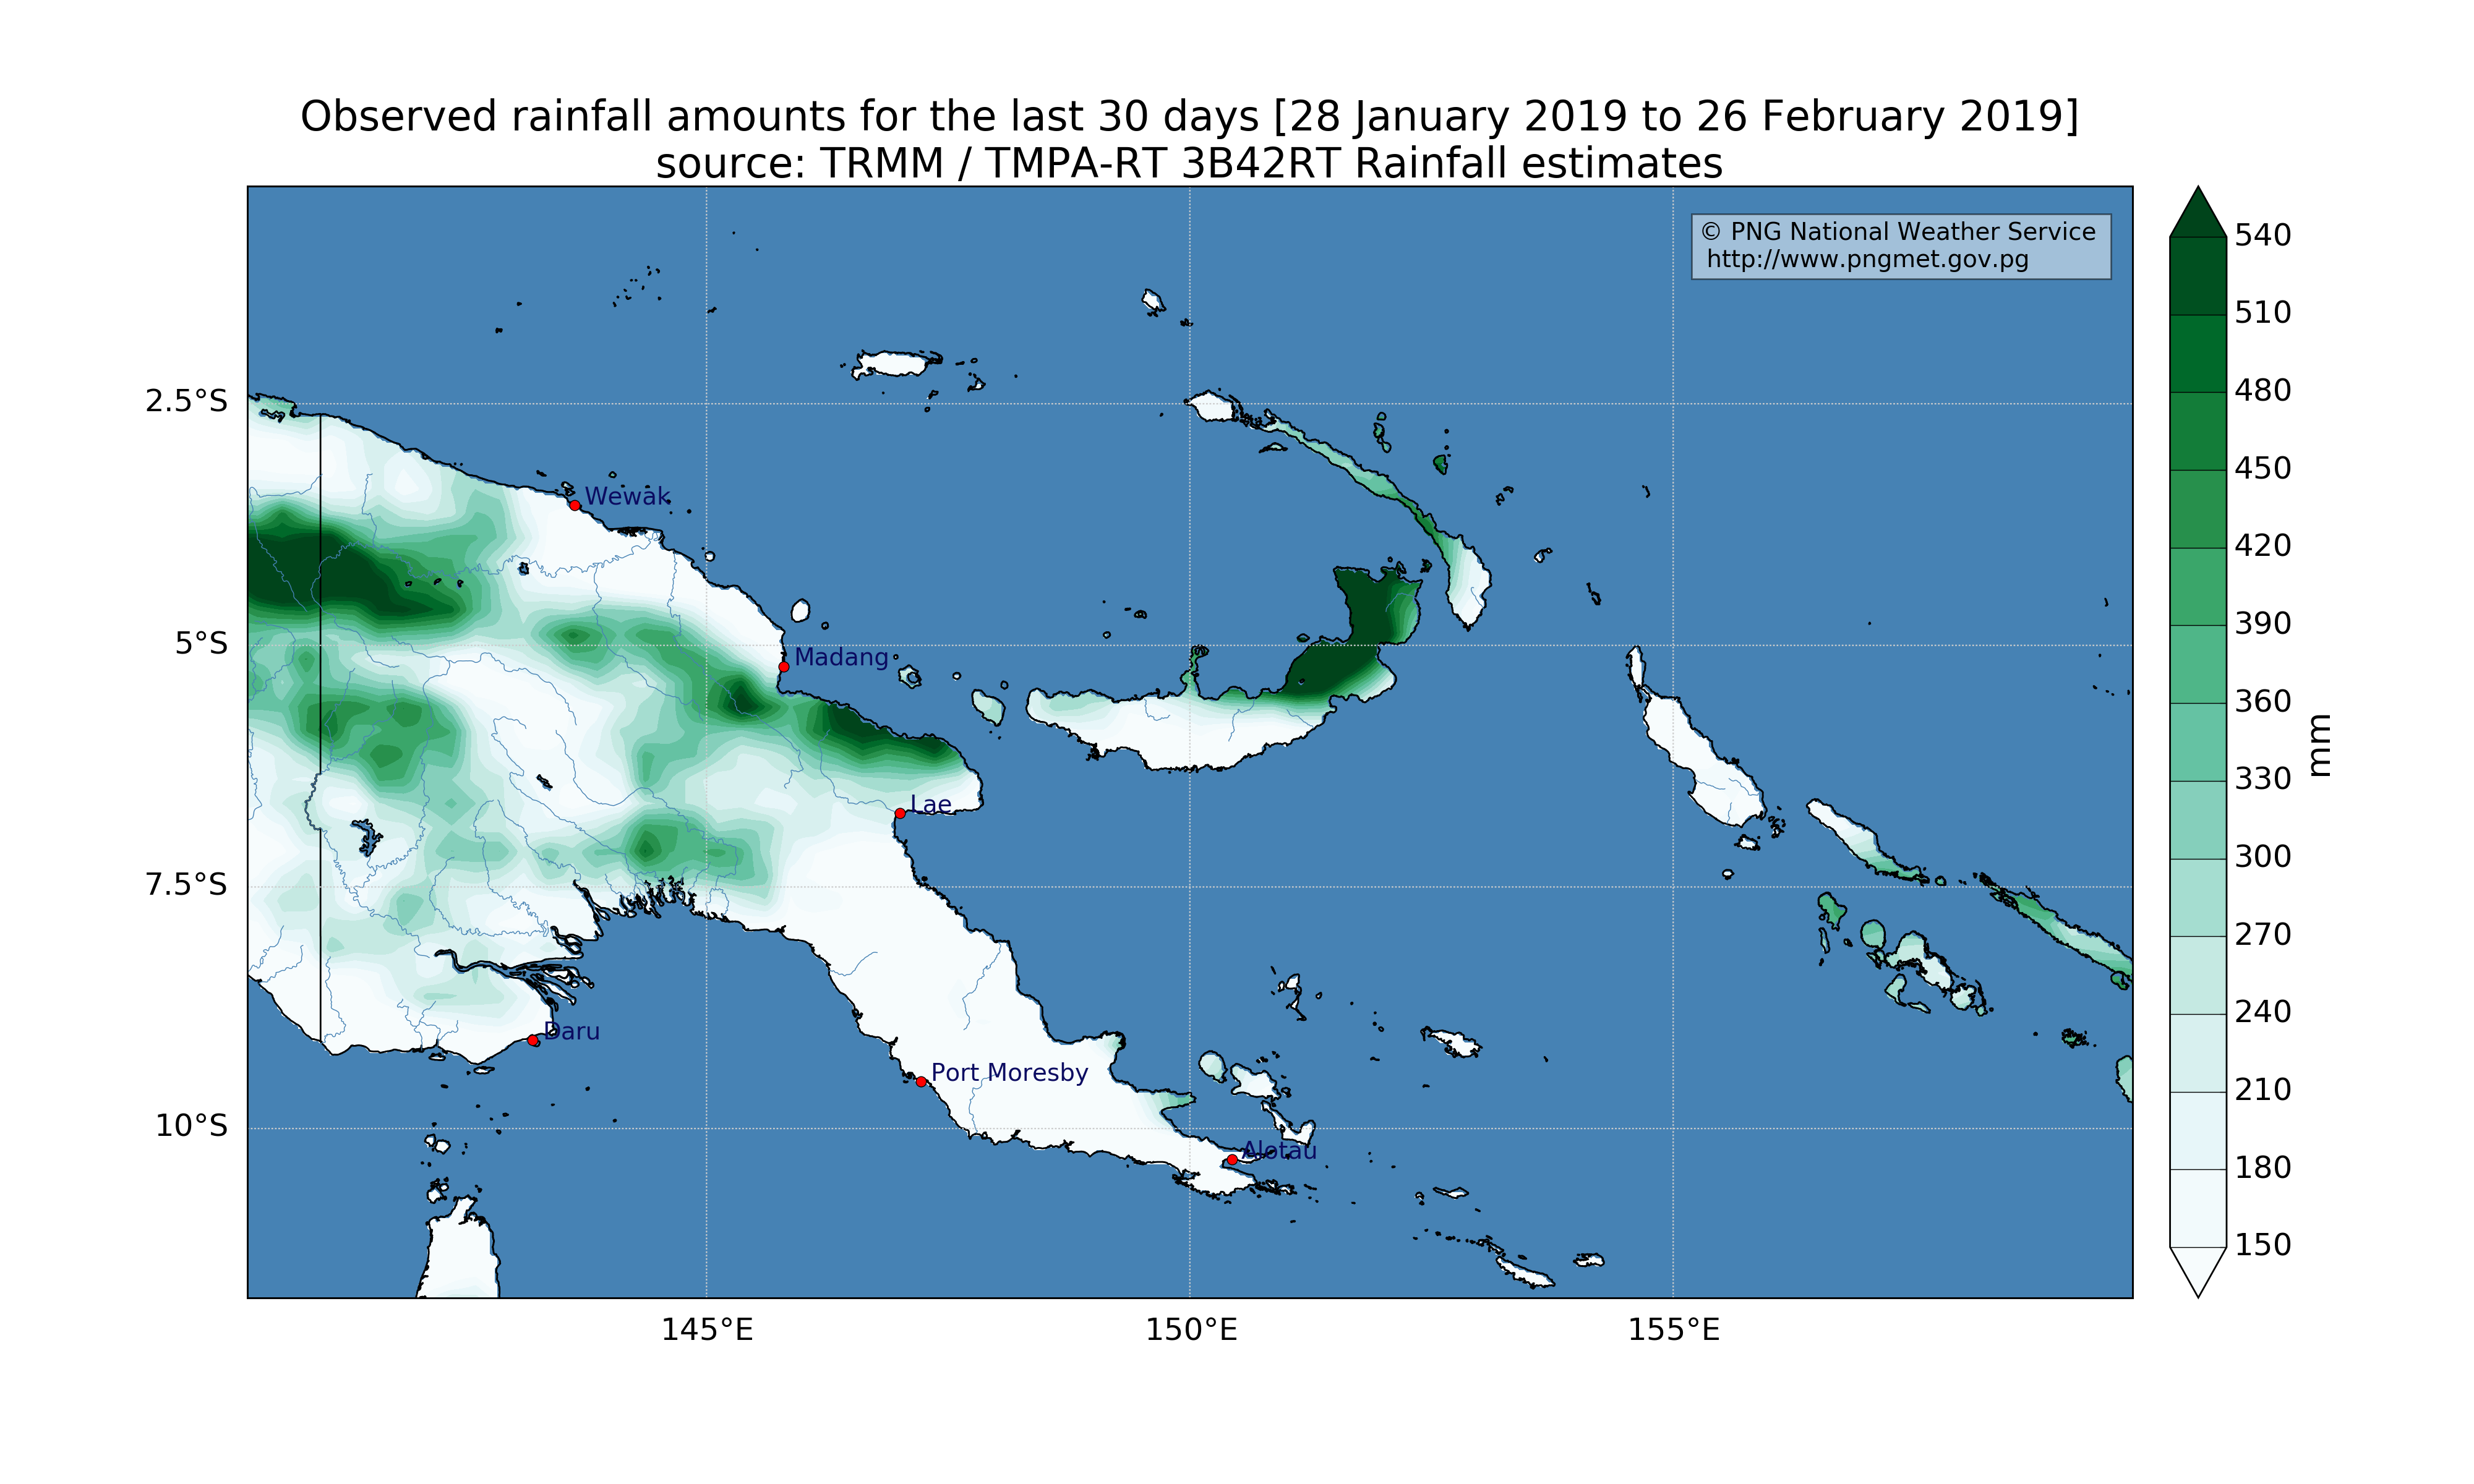 Observed rainfall amounts for the last 30 days [28 January 2019 to 26 February 2019]
source: TRMM / TMPA-RT 3B42RT Rainfall estimates
© PNG National Weather Service
http://www.pngmet.gov.pg
540
510
480
450
420
390
360
330
300
270
240
210
180
150
mm
2.5°S
5°S
7.5°S
10°S
Wewak
Madang
Lae
Daru
Port Moresby
Alotau
145°E
150°E
155°E